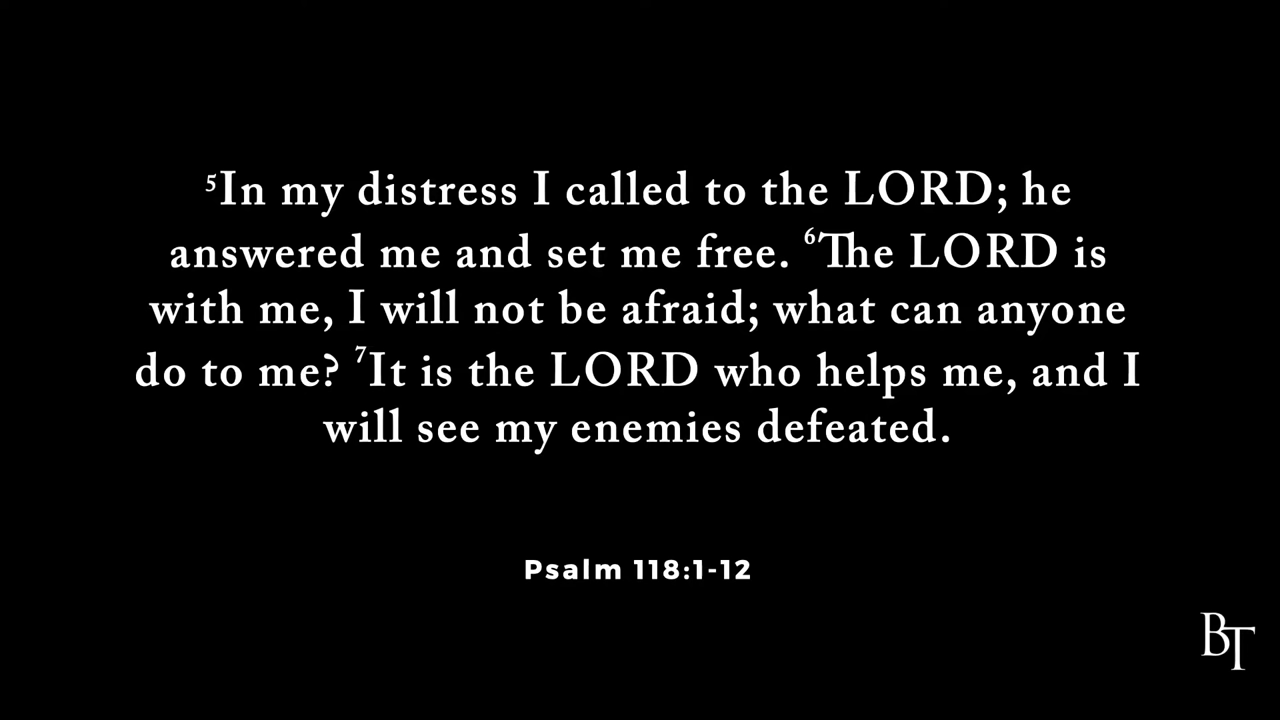 ⁵In my distress I called to the LORD; he
answered me and set me free. ⁶The LORD is
with me, I will not be afraid; what can anyone
do to me? ⁷It is the LORD who helps me, and I
will see my enemies defeated.
Psalm 118:1-12
BT